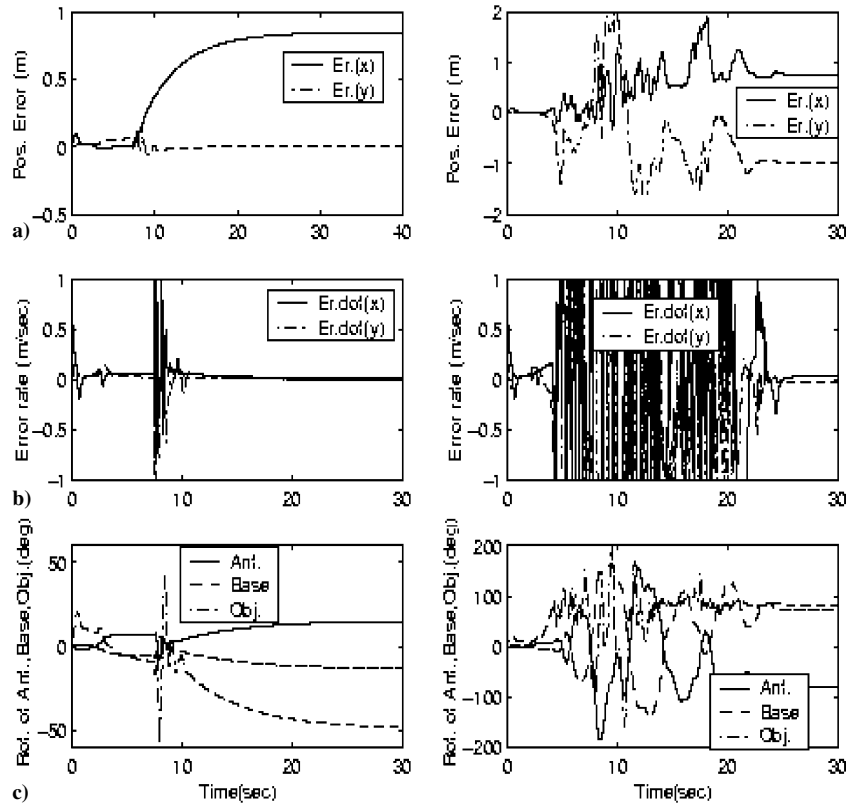 Pos. Error (m)
1
0.5
0
−0.5
Er.(x)
Er.(y)
0 10 20 30 40
a)
Pos. Error (m)
2
1
0
−1
−2
Er.(x)
Er.(y)
0 10 20 30
Error rate (m/sec)
1
0.5
0
−0.5
−1
Er.dot(x)
Er.dot(y)
0 10 20 30
b)
Error rate (m/sec)
1
0.5
0
−0.5
−1
Er.dot(x)
Er.dot(y)
0 10 20 30
Rot. of Ant.,Base,Obj.(deg)
50
0
−50
Ant.
Base
Obj.
0 10 20 30
Time(sec)
c)
Rot. of Ant.,Base,Obj.(deg)
200
100
0
−100
−200
Ant.
Base
Obj.
0 10 20 30
Time(sec)